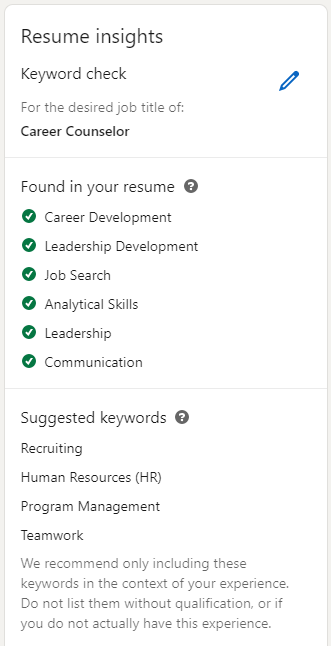 Resume insights
Keyword check
For the desired job title of:
Career Counselor
Found in your resume ?
Career Development
Leadership Development
Job Search
Analytical Skills
Leadership
Communication
Suggested keywords ?
Recruiting
Human Resources (HR)
Program Management
Teamwork
We recommend only including these
keywords in the context of your experience.
Do not list them without qualification, or if
you do not actually have this experience.